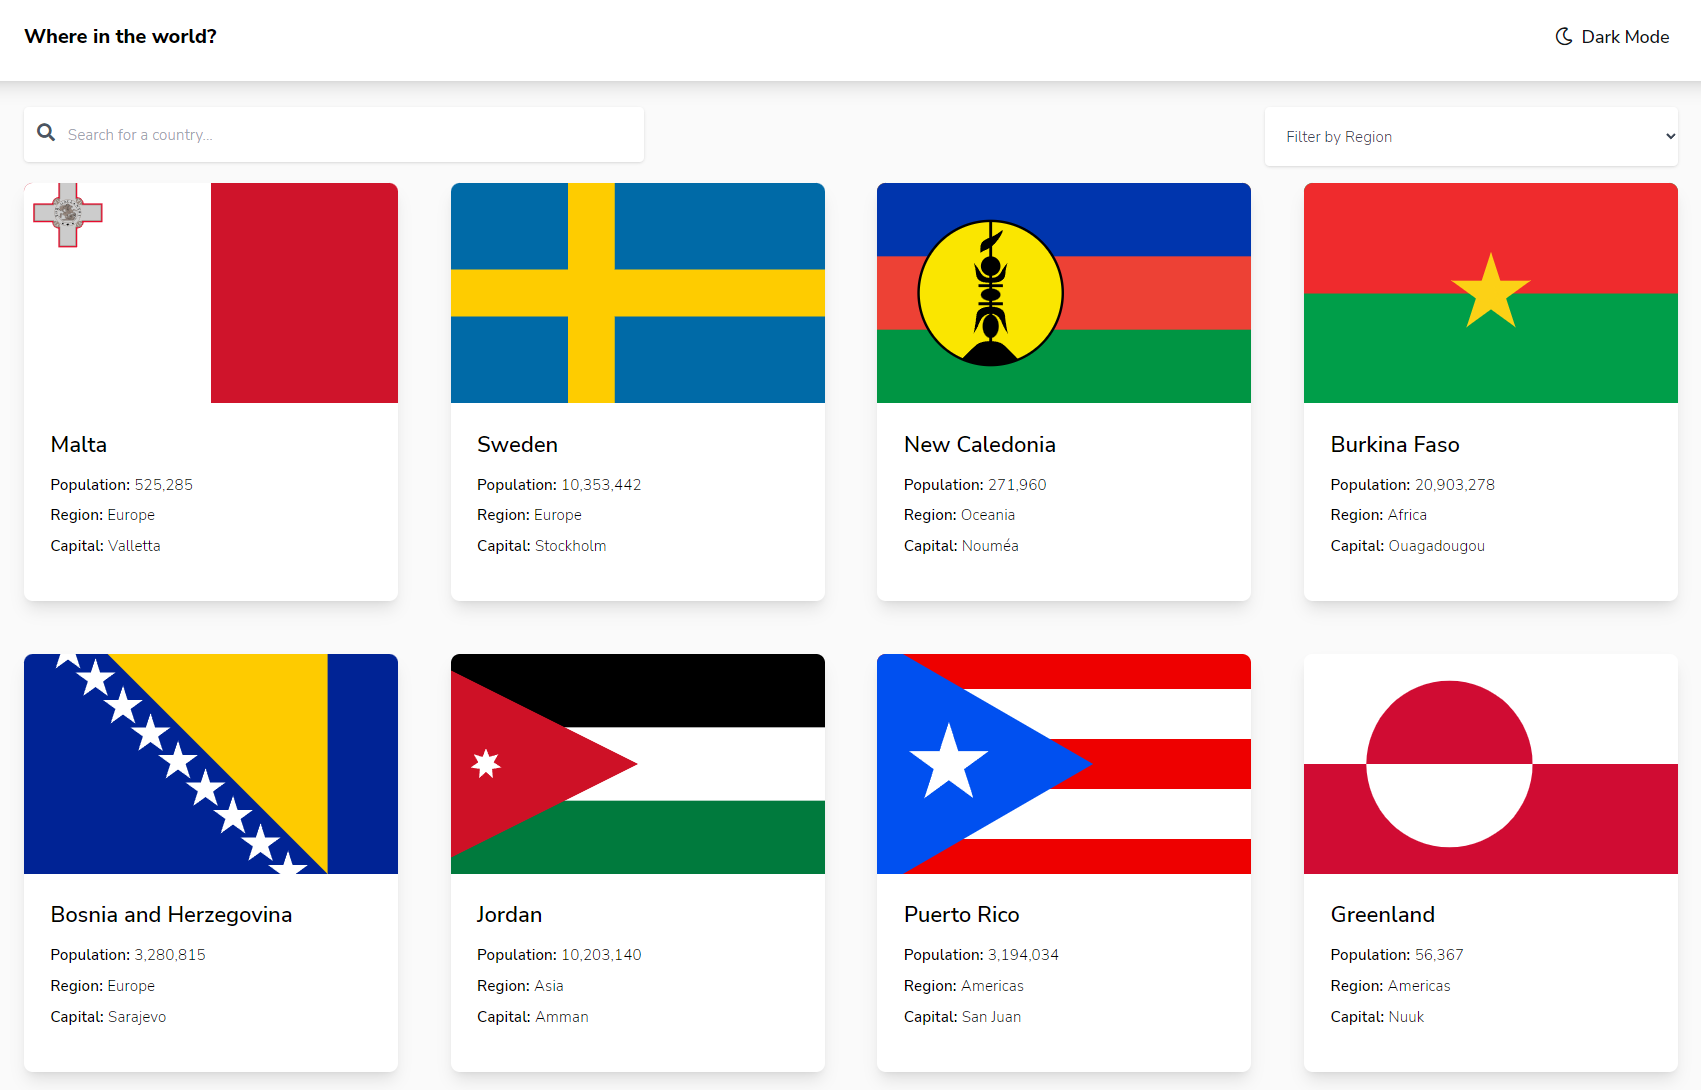 Where in the world?
Dark Mode
Search for a country...
Filter by Region
Malta
Population: 525,285
Region: Europe
Capital: Valletta
Sweden
Population: 10,353,442
Region: Europe
Capital: Stockholm
New Caledonia
Population: 271,960
Region: Oceania
Capital: Nouméa
Burkina Faso
Population: 20,903,278
Region: Africa
Capital: Ouagadougou
Bosnia and Herzegovina
Population: 3,280,815
Region: Europe
Capital: Sarajevo
Jordan
Population: 10,203,140
Region: Asia
Capital: Amman
Puerto Rico
Population: 3,194,034
Region: Americas
Capital: San Juan
Greenland
Population: 56,367
Region: Americas
Capital: Nuuk